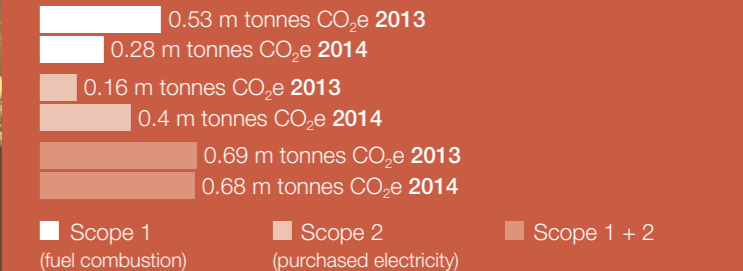 0.53 m tonnes CO₂e 2013
0.28 m tonnes CO₂e 2014
0.16 m tonnes CO₂e 2013
0.4 m tonnes CO₂e 2014
0.69 m tonnes CO₂e 2013
0.68 m tonnes CO₂e 2014
Scope 1 Scope 2 Scope 1 + 2
(fuel combustion) (purchased electricity)